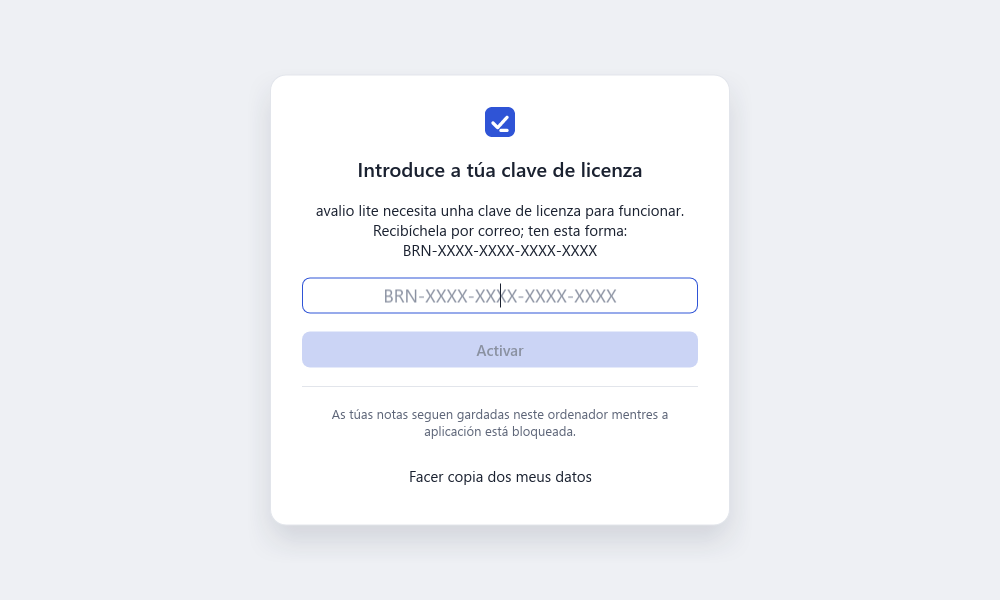 Introduce a túa clave de licenza
avalio lite necesita unha clave de licenza para funcionar.
Recibíchela por correo; ten esta forma:
BRN-XXXX-XXXX-XXXX-XXXX
BRN-XXXX-XXXX-XXXX-XXXX
Activar
As túas notas seguen gardadas neste ordenador mentres a
aplicación está bloqueada.
Facer copia dos meus datos